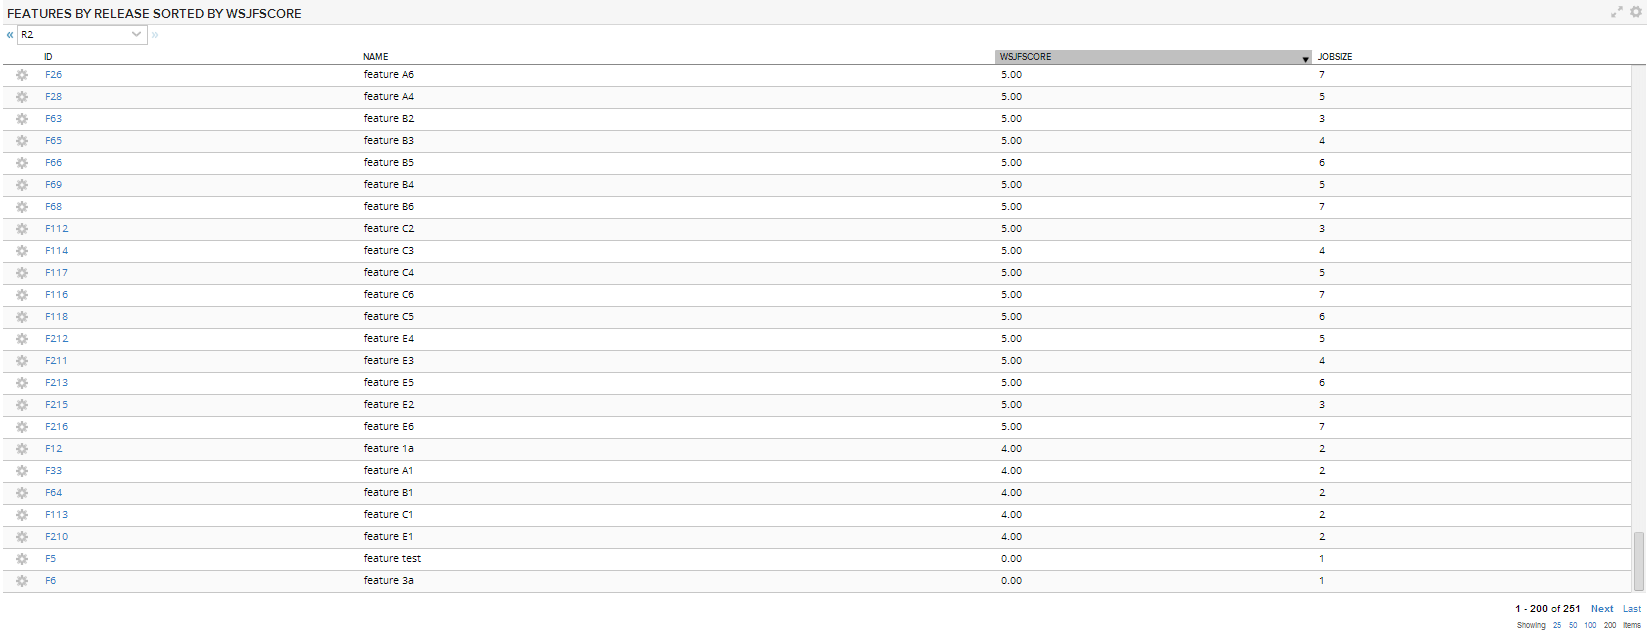 FEATURES BY RELEASE SORTED BY WSJFSCORE
« R2 »
ID NAME WSJFSCORE ▼ JOBSIZE
F26 feature A6 5.00 7
F28 feature A4 5.00 5
F63 feature B2 5.00 3
F65 feature B3 5.00 4
F66 feature B5 5.00 6
F69 feature B4 5.00 5
F68 feature B6 5.00 7
F112 feature C2 5.00 3
F114 feature C3 5.00 4
F117 feature C4 5.00 5
F116 feature C6 5.00 7
F118 feature C5 5.00 6
F212 feature E4 5.00 5
F211 feature E3 5.00 4
F213 feature E5 5.00 6
F215 feature E2 5.00 3
F216 feature E6 5.00 7
F12 feature 1a 4.00 2
F33 feature A1 4.00 2
F64 feature B1 4.00 2
F113 feature C1 4.00 2
F210 feature E1 4.00 2
F5 feature test 0.00 1
F6 feature 3a 0.00 1
1 - 200 of 251 Next Last
Showing 25 50 100 200 Items